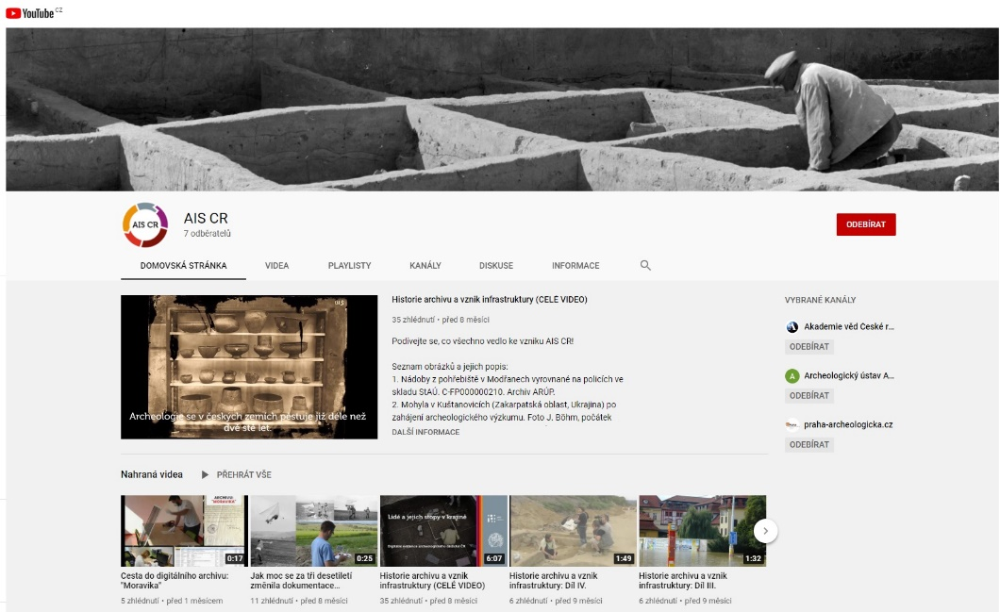 YouTube CZ
AIS CR
AIS CR
7 odběratelů
ODEBÍRAT
DOMOVSKÁ STRÁNKA
VIDEA
PLAYLISTY
KANÁLY
DISKUSE
INFORMACE
Archeologie se v českých zemích pěstuje již déle než
dvě stě let.
Historie archivu a vznik infrastruktury (CELÉ VIDEO)
35 zhlédnutí • před 8 měsíci
Podívejte se, co všechno vedlo ke vzniku AIS CR!
Seznam obrázků a jejich popis:
1. Nádoby z pohřebiště v Modřanech vyrovnané na policích ve
skladu StAÚ. C-FP000000210. Archiv ARÚP.
2. Mohyla v Kuštanovicích (Zakarpatská oblast, Ukrajina) po
zahájení archeologického výzkumu. Foto J. Böhm, počátek
DALŠÍ INFORMACE
VYBRANÉ KANÁLY
Akademie věd České r...
ODEBÍRAT
A
Archeologický ústav A...
ODEBÍRAT
praha-archeologicka.cz
ODEBÍRAT
Nahraná videa
PŘEHRÁT VŠE
ARCHIVU
"MORAVIKA"
0:17
Cesta do digitálního archivu:
"Moravika"
5 zhlédnutí • před 1 měsícem
0:25
Jak moc se za tři desetiletí
změnila dokumentace...
11 zhlédnutí • před 8 měsíci
Lidé a jejich stopy v krajině
6:07
Historie archivu a vznik
infrastruktury (CELÉ VIDEO)
35 zhlédnutí • před 8 měsíci
1:49
Historie archivu a vznik
infrastruktury: Díl IV.
6 zhlédnutí • před 9 měsíci
1:32
Historie archivu a vznik
infrastruktury: Díl III.
6 zhlédnutí • před 9 měsíci